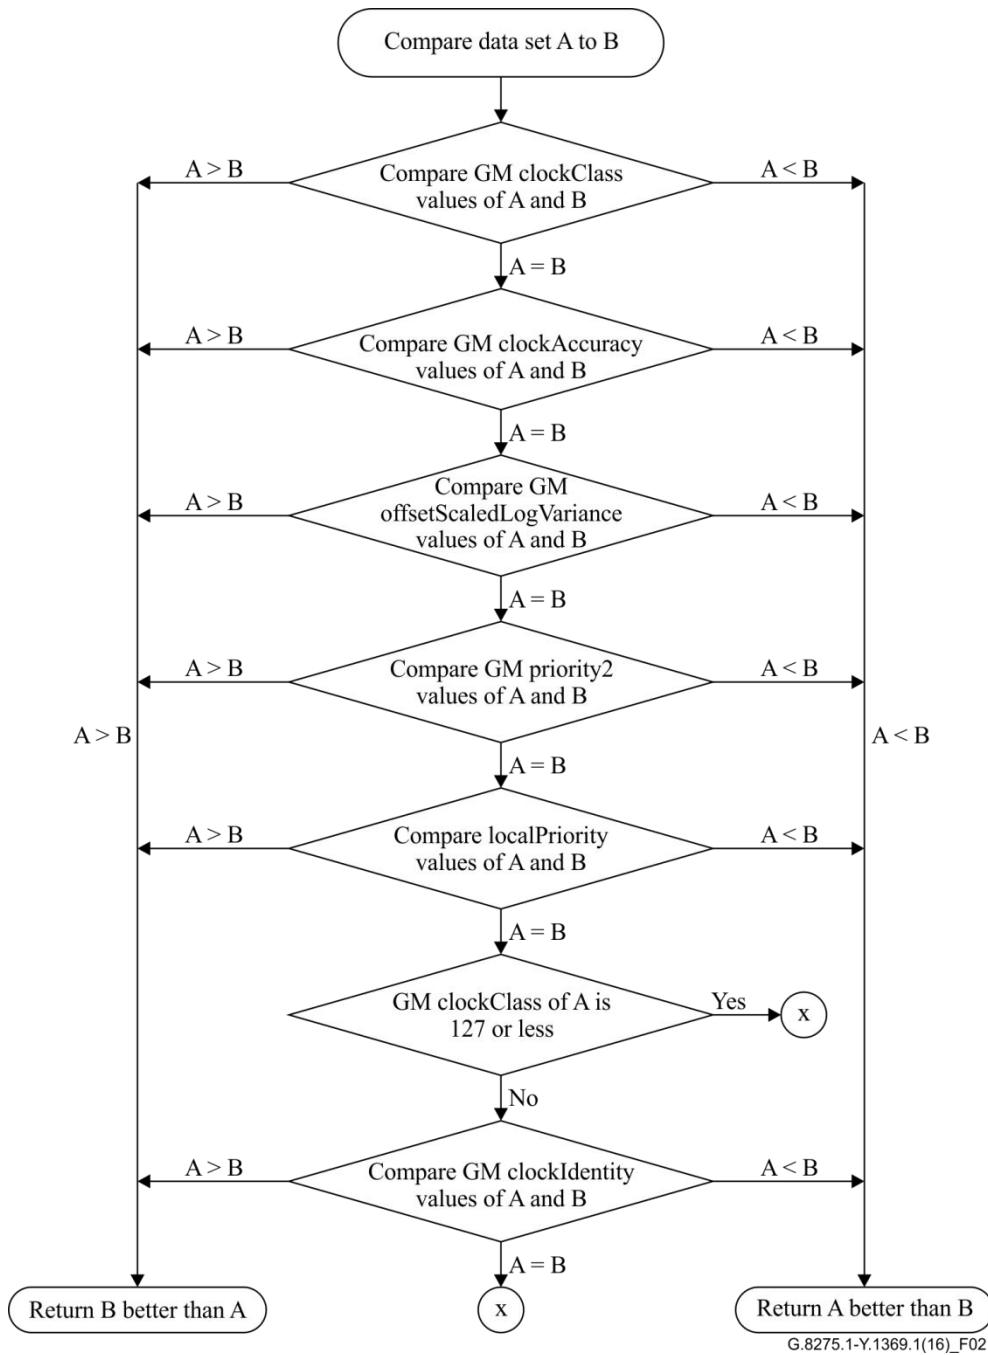 Compare data set A to B
A > B
Compare GM clockClass
values of A and B
A < B
A = B
A > B
Compare GM clockAccuracy
values of A and B
A < B
A = B
A > B
Compare GM
offsetScaledLogVariance
values of A and B
A < B
A = B
A > B
Compare GM priority2
values of A and B
A < B
A > B
A < B
A = B
A > B
Compare localPriority
values of A and B
A < B
A = B
GM clockClass of A is
127 or less
Yes
x
No
A > B
Compare GM clockIdentity
values of A and B
A < B
A = B
Return B better than A
x
Return A better than B
G.8275.1-Y.1369.1(16)_F02